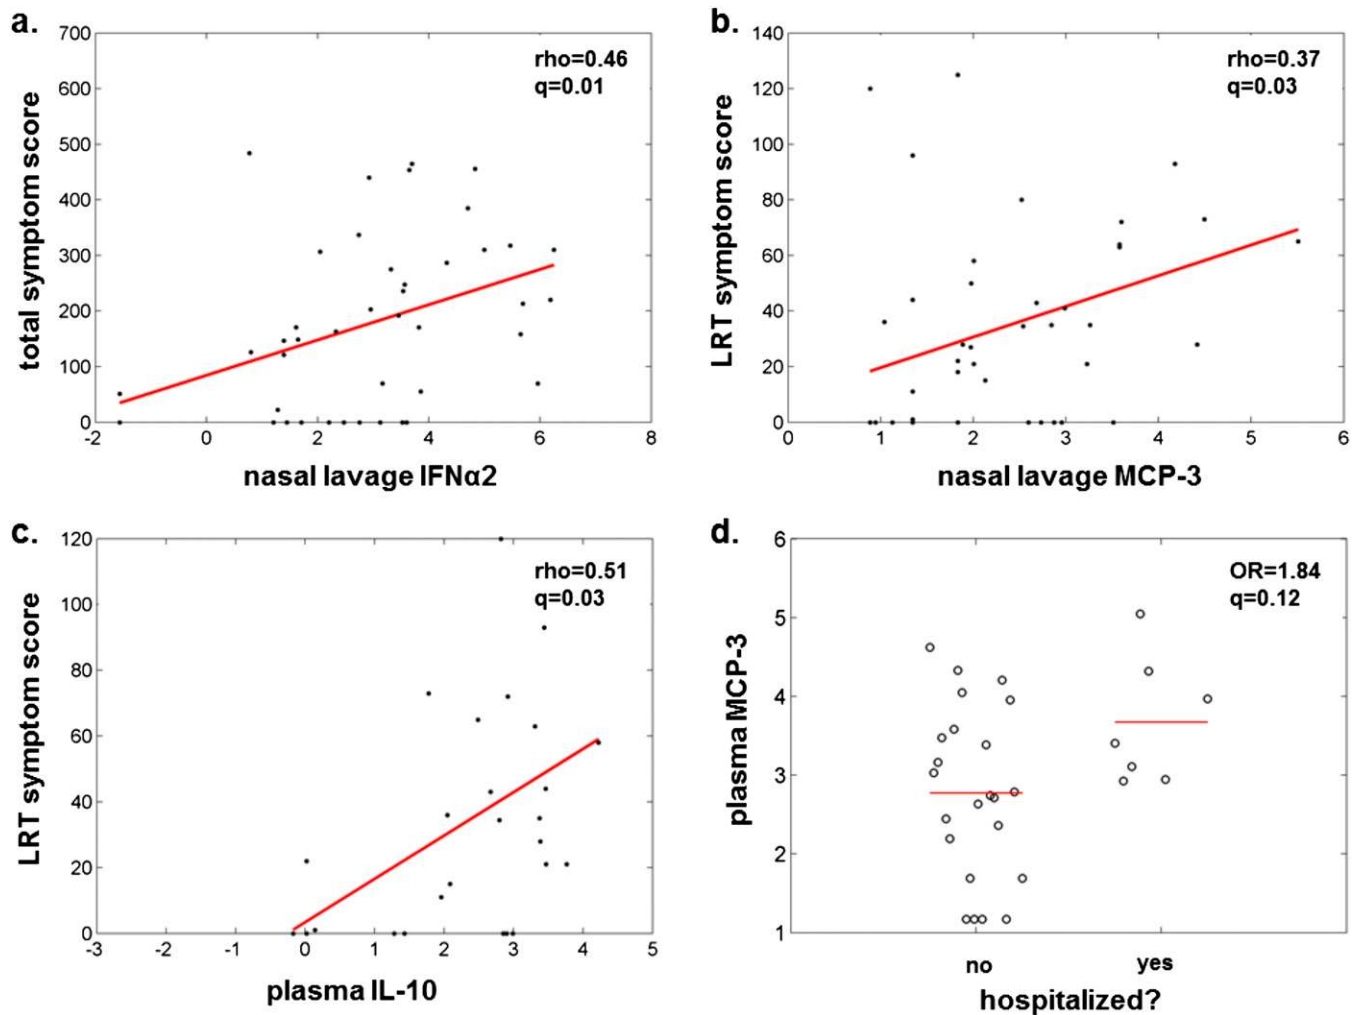 a.
700
600
500
400
300
200
100
0
-2
0
2
4
6
8
total symptom score
nasal lavage IFNα2
rho=0.46
q=0.01
b.
140
120
100
80
60
40
20
0
0
1
2
3
4
5
6
LRT symptom score
nasal lavage MCP-3
rho=0.37
q=0.03
c.
120
100
80
60
40
20
0
-3
-2
-1
0
1
2
3
4
5
LRT symptom score
plasma IL-10
rho=0.51
q=0.03
d.
6
5
4
3
2
1
plasma MCP-3
no
yes
hospitalized?
OR=1.84
q=0.12